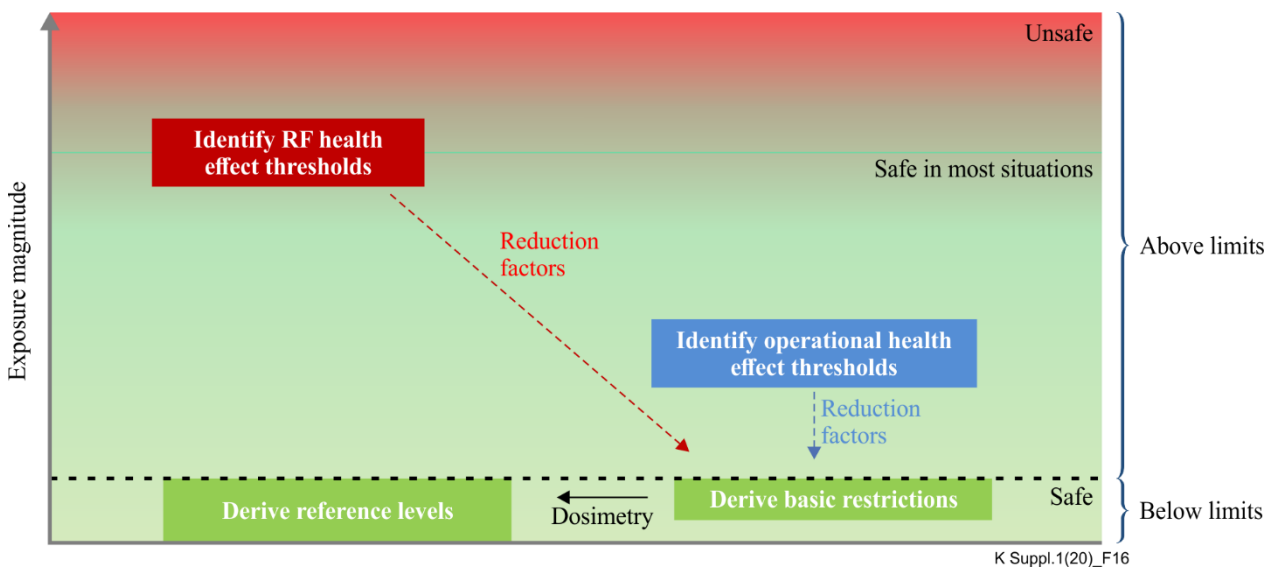 Unsafe
Identify RF health
effect thresholds
Safe in most situations
Reduction
factors
Exposure magnitude
Above limits
Identify operational health
effect thresholds
Reduction
factors
Derive reference levels
Dosimetry
Derive basic restrictions
Safe
Below limits
K Suppl.1(20)_F16